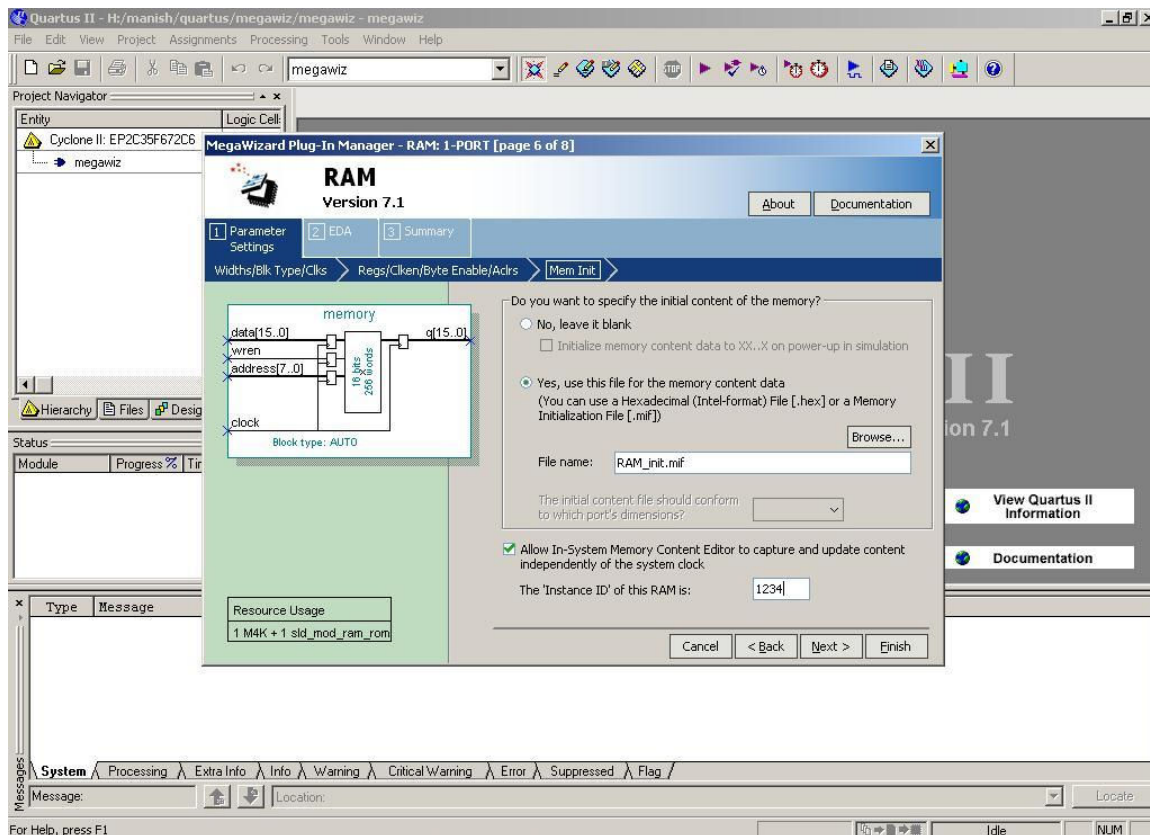 Quartus II - H:/manish/quartus/megawiz/megawiz - megawiz
File Edit View Project Assignments Processing Tools Window Help
megawiz
STOP
Project Navigator
Entity
Logic Cell
Cyclone II: EP2C35F672C6
megawiz
Hierarchy
Files
Desig
Status
Module
Progress %
Tir
MegaWizard Plug-In Manager - RAM: 1-PORT [page 6 of 8]
RAM
Version 7.1
About
Documentation
1 Parameter Settings
2 EDA
3 Summary
Widths/Blk Type/Clks
Regs/Clken/Byte Enable/Aclrs
Mem Init
memory
data[15..0]
q[15..0]
wren
address[7..0]
16 bits
256 words
clock
Block type: AUTO
Resource Usage
1 M4K + 1 sld_mod_ram_rom
Do you want to specify the initial content of the memory?
No, leave it blank
Initialize memory content data to XX..X on power-up in simulation
Yes, use this file for the memory content data
(You can use a Hexadecimal (Intel-format) File [.hex] or a Memory
Initialization File [.mif])
Browse...
File name:
RAM_init.mif
The initial content file should conform
to which port's dimensions?
Allow In-System Memory Content Editor to capture and update content
independently of the system clock
The 'Instance ID' of this RAM is:
1234
Cancel
< Back
Next >
Finish
II
ion 7.1
View Quartus II
Information
Documentation
Type
Message
Messages
System
Processing
Extra Info
Info
Warning
Critical Warning
Error
Suppressed
Flag
Message:
Location:
Locate
For Help, press F1
Idle
NUM